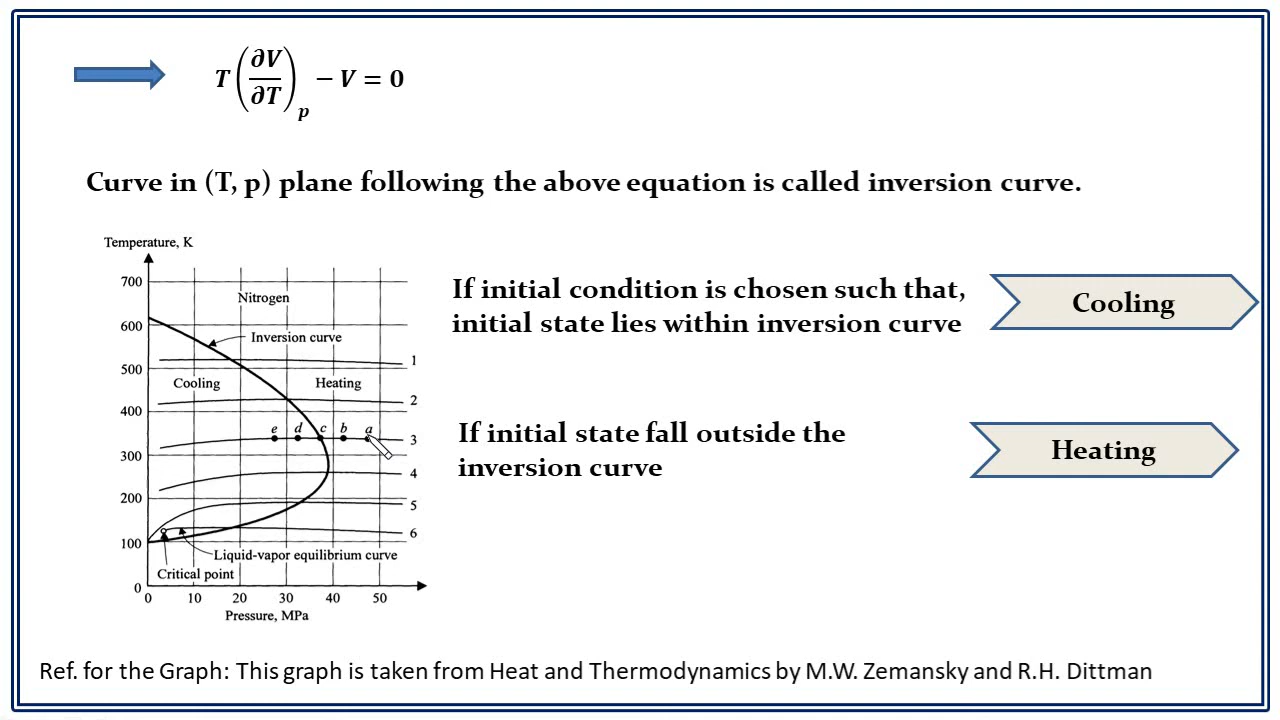 T(∂V/∂T)p − V = 0
Curve in (T, p) plane following the above equation is called inversion curve.
Temperature, K
700
Nitrogen
600
Inversion curve
1
500
Cooling
Heating
400
2
e d c b a
3
300
4
200
5
6
100
Liquid-vapor equilibrium curve
Critical point
0
0 10 20 30 40 50
Pressure, MPa
If initial condition is chosen such that,
initial state lies within inversion curve
Cooling
If initial state fall outside the
inversion curve
Heating
Ref. for the Graph: This graph is taken from Heat and Thermodynamics by M.W. Zemansky and R.H. Dittman